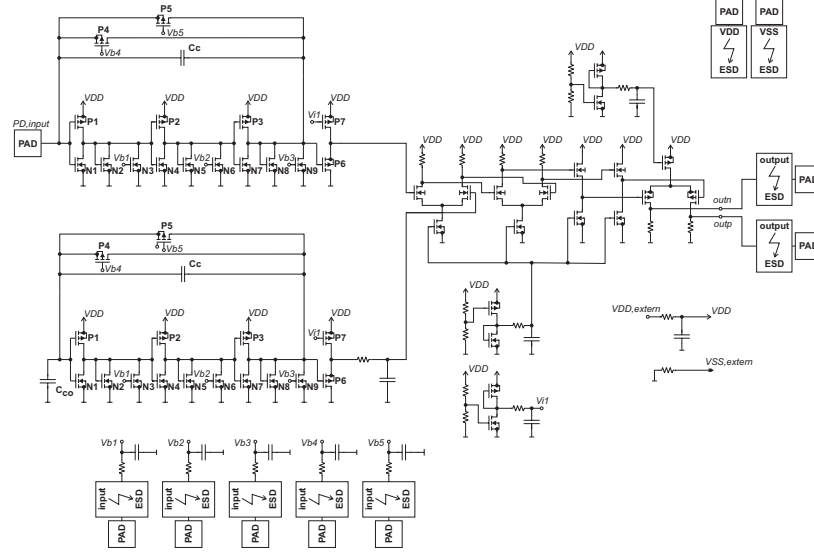 PAD PAD
VDD VSS
ESD ESD
P5
P4 Vb5
Vb4 Cc
VDD
VDD VDD VDD VDD
PD,input P1 P2 P3 Vi1 P7
PAD
Vb1 Vb2 Vb3 P6
N1 N2 N3 N4 N5 N6 N7 N8 N9
VDD VDD VDD VDD VDD VDD VDD
output
ESD
PAD
outn
outp
output
ESD
PAD
P5
P4 Vb5
Vb4 Cc
VDD VDD VDD VDD
P1 P2 P3 Vi1 P7
Vb1 Vb2 Vb3 P6
Cco N1 N2 N3 N4 N5 N6 N7 N8 N9
VDD
VDD
Vi1
VDD,extern VDD
VSS,extern
Vb1 Vb2 Vb3 Vb4 Vb5
input ESD input ESD input ESD input ESD input ESD
PAD PAD PAD PAD PAD